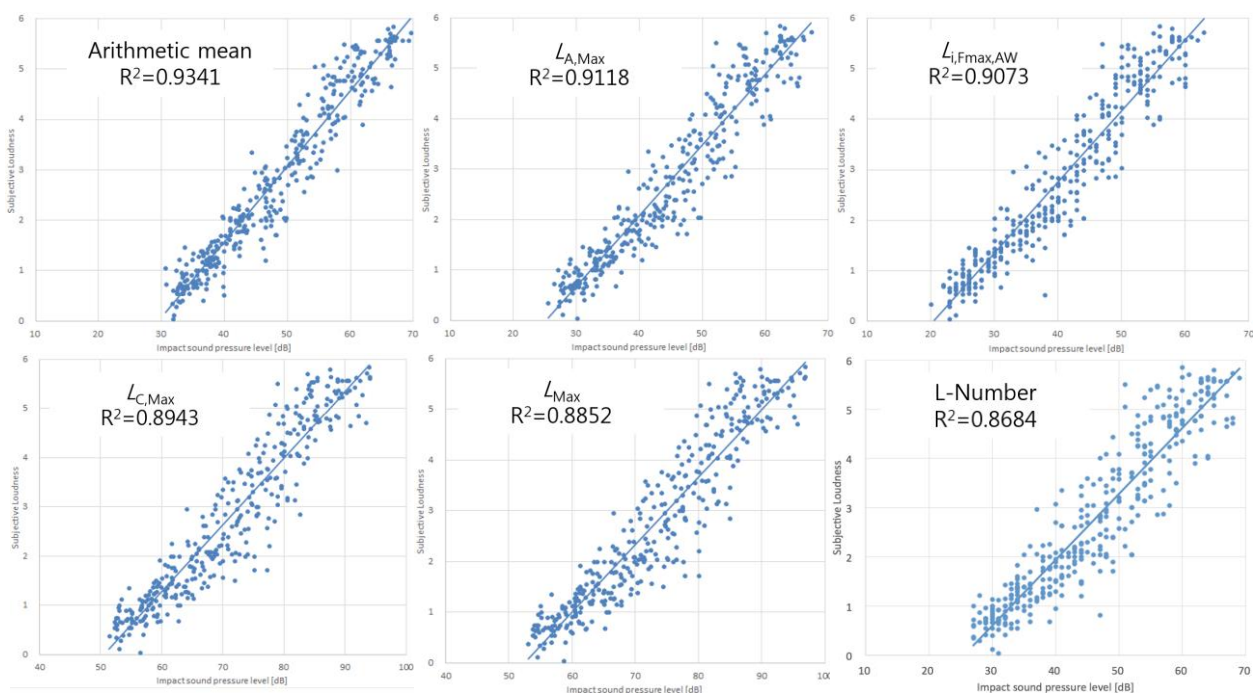 Arithmetic mean
R²=0.9341
Subjective Loudness
6
5
4
3
2
1
0
10 20 30 40 50 60 70
Impact sound pressure level [dB]
L A,Max
R²=0.9118
Subjective Loudness
6
5
4
3
2
1
0
10 20 30 40 50 60 70
Impact sound pressure level [dB]
L i,Fmax,AW
R²=0.9073
Subjective Loudness
6
5
4
3
2
1
0
10 20 30 40 50 60 70
Impact sound pressure level [dB]
L C,Max
R²=0.8943
Subjective Loudness
6
5
4
3
2
1
0
40 50 60 70 80 90 100
Impact sound pressure level [dB]
L Max
R²=0.8852
Subjective Loudness
6
5
4
3
2
1
0
40 50 60 70 80 90 100
Impact sound pressure level [dB]
L-Number
R²=0.8684
Subjective Loudness
6
5
4
3
2
1
0
10 20 30 40 50 60 70
Impact sound pressure level [dB]